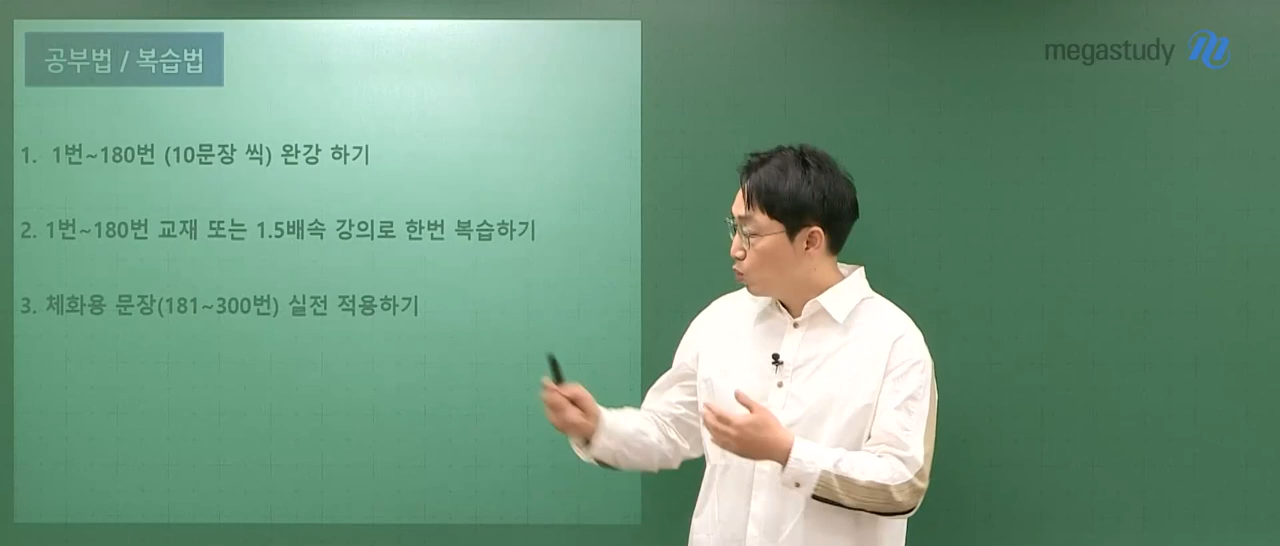 공부법 / 복습법
megastudy
1. 1번~180번 (10문장 씩) 완강 하기
2. 1번~180번 교재 또는 1.5배속 강의로 한번 복습하기
3. 체화용 문장(181~300번) 실전 적용하기